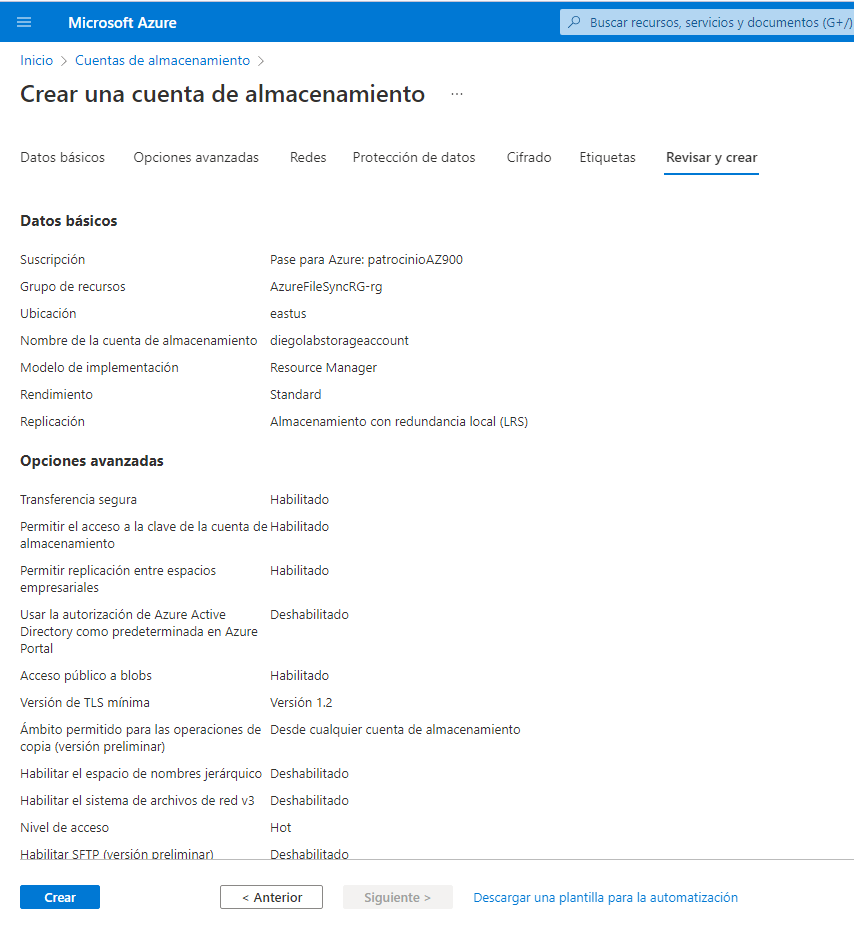 Microsoft Azure
Buscar recursos, servicios y documentos (G+/)
Inicio > Cuentas de almacenamiento >
Crear una cuenta de almacenamiento ...
Datos básicos Opciones avanzadas Redes Protección de datos Cifrado Etiquetas Revisar y crear
Datos básicos
Suscripción Pase para Azure: patrocinioAZ900
Grupo de recursos AzureFileSyncRG-rg
Ubicación eastus
Nombre de la cuenta de almacenamiento diegolabstorageaccount
Modelo de implementación Resource Manager
Rendimiento Standard
Replicación Almacenamiento con redundancia local (LRS)
Opciones avanzadas
Transferencia segura Habilitado
Permitir el acceso a la clave de la cuenta de Habilitado
almacenamiento
Permitir replicación entre espacios Habilitado
empresariales
Usar la autorización de Azure Active Deshabilitado
Directory como predeterminada en Azure
Portal
Acceso público a blobs Habilitado
Versión de TLS mínima Versión 1.2
Ámbito permitido para las operaciones de Desde cualquier cuenta de almacenamiento
copia (versión preliminar)
Habilitar el espacio de nombres jerárquico Deshabilitado
Habilitar el sistema de archivos de red v3 Deshabilitado
Nivel de acceso Hot
Habilitar SFTP (versión preliminar) Deshabilitado
Crear < Anterior Siguiente > Descargar una plantilla para la automatización